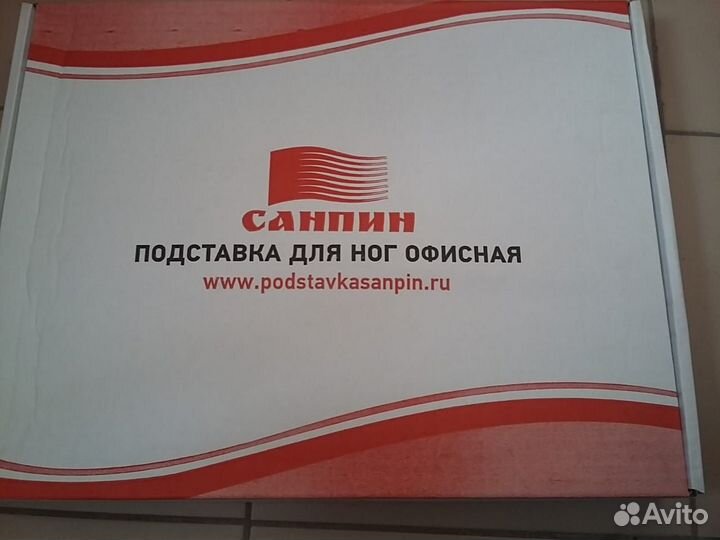 САНПИН
ПОДСТАВКА ДЛЯ НОГ ОФИСНАЯ
www.podstavkasanpin.ru
Avito